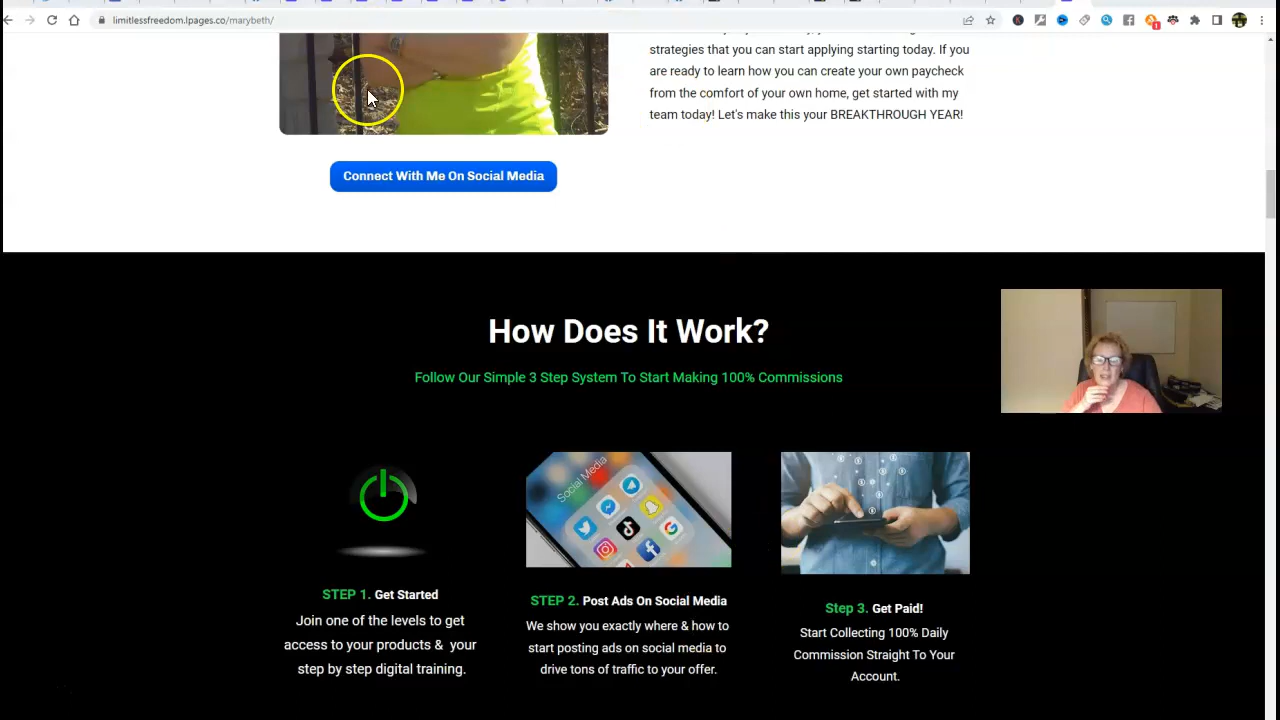 limitlessfreedom.lpages.co/marybeth/
strategies that you can start applying starting today. If you
are ready to learn how you can create your own paycheck
from the comfort of your own home, get started with my
team today! Let's make this your BREAKTHROUGH YEAR!
Connect With Me On Social Media
How Does It Work?
Follow Our Simple 3 Step System To Start Making 100% Commissions
Social Media
STEP 1. Get Started
Join one of the levels to get
access to your products & your
step by step digital training.
STEP 2. Post Ads On Social Media
We show you exactly where & how to
start posting ads on social media to
drive tons of traffic to your offer.
Step 3. Get Paid!
Start Collecting 100% Daily
Commission Straight To Your
Account.